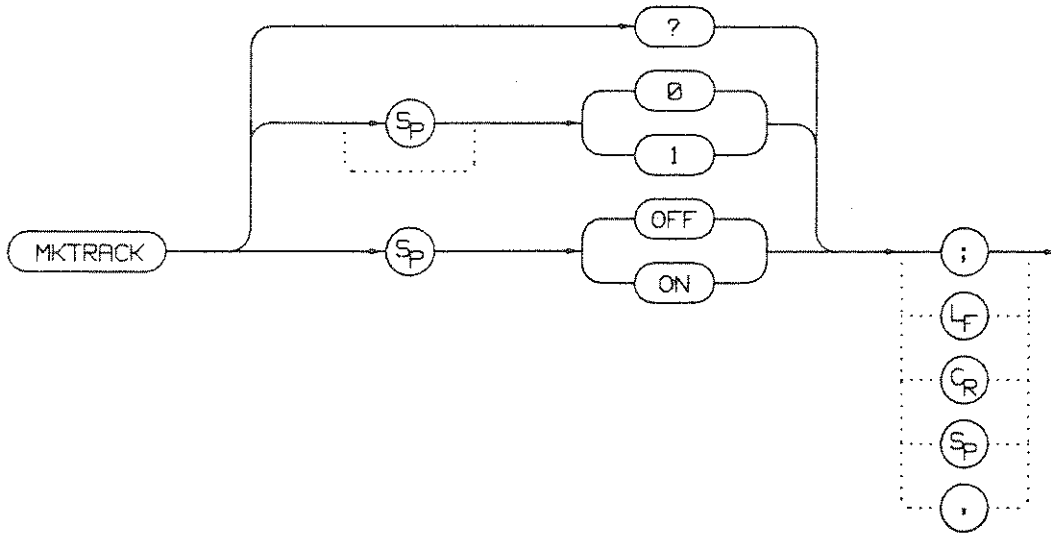 ?
SP
0
1
MKTRACK
SP
OFF
ON
;
LF
CR
SP
,